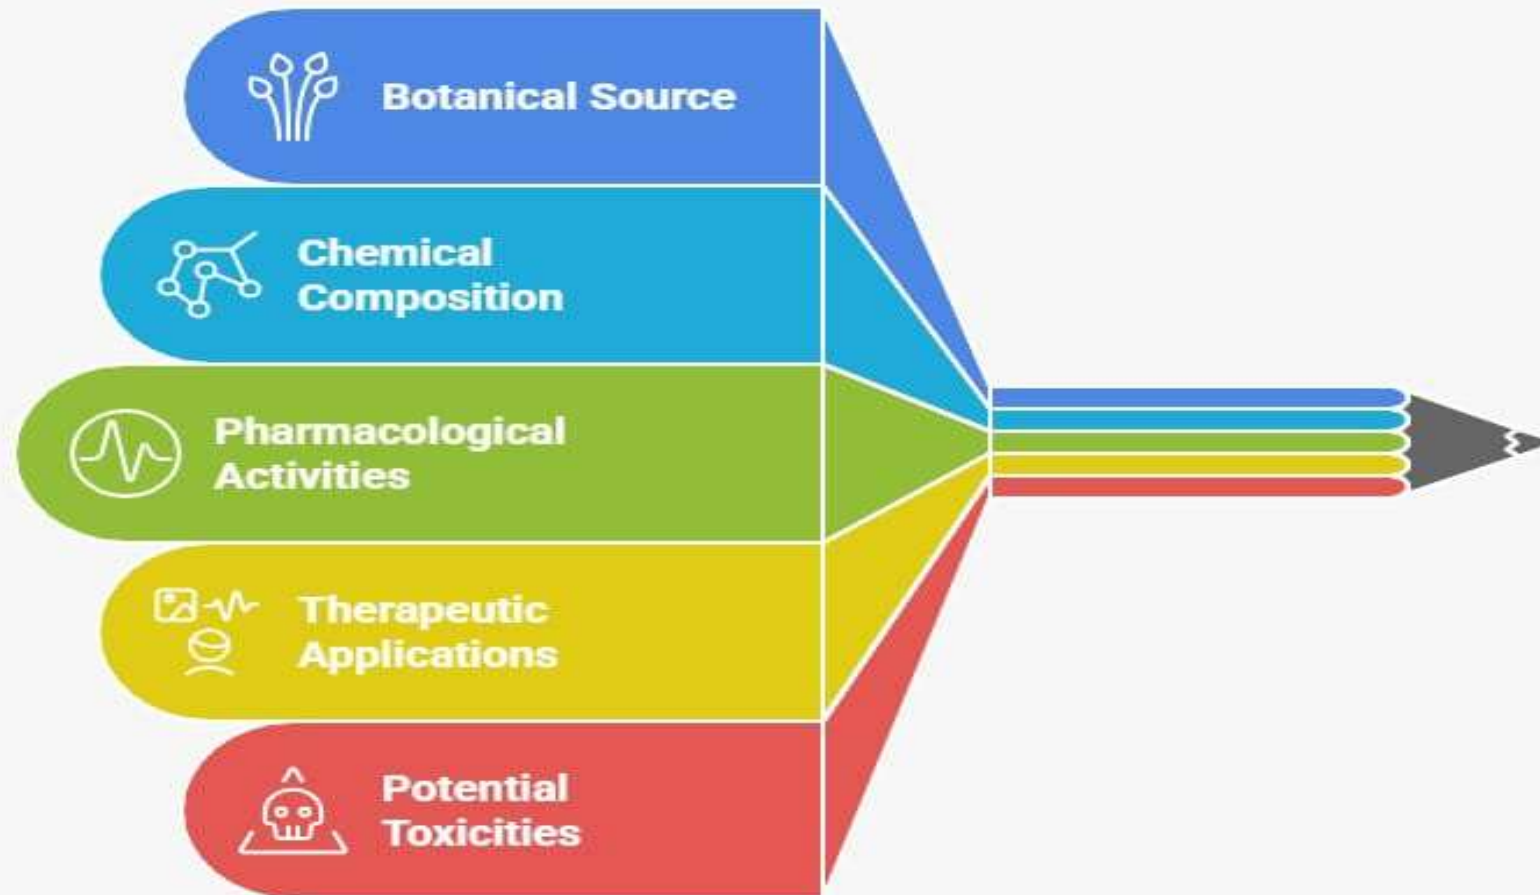 Botanical Source
Chemical
Composition
Pharmacological
Activities
Therapeutic
Applications
Potential
Toxicities